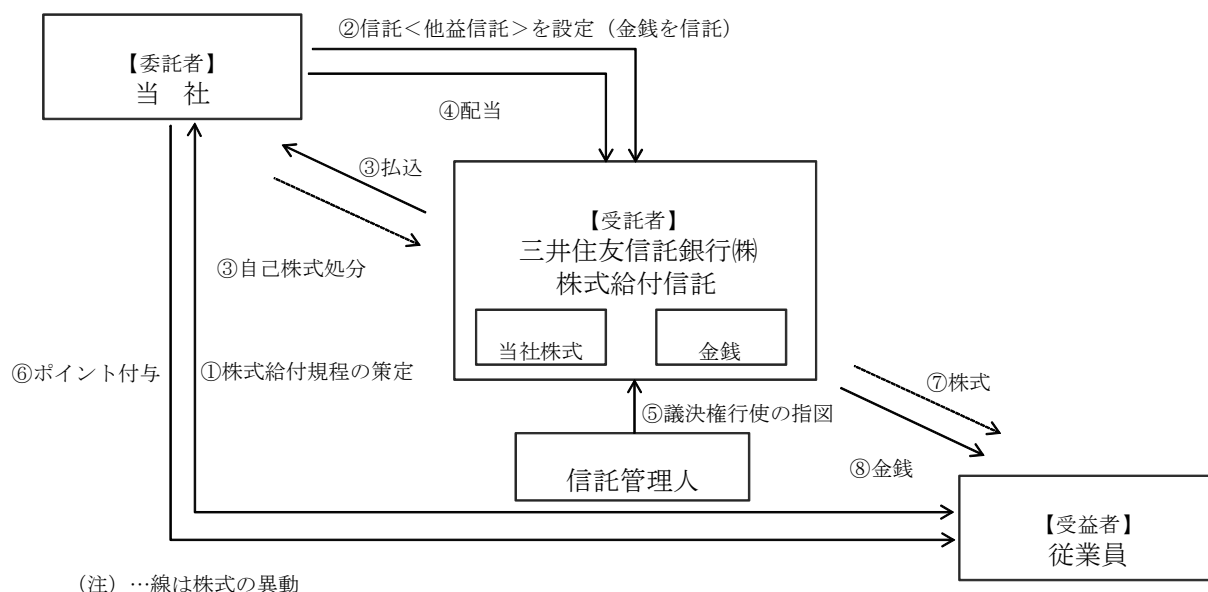 ②信託<他益信託>を設定（金銭を信託）
【委託者】
当　社
④配当
③払込
【受託者】
三井住友信託銀行㈱
株式給付信託
③自己株式処分
当社株式
金銭
⑥ポイント付与
①株式給付規程の策定
⑦株式
⑤議決権行使の指図
⑧金銭
信託管理人
【受益者】
従業員
（注）…線は株式の異動